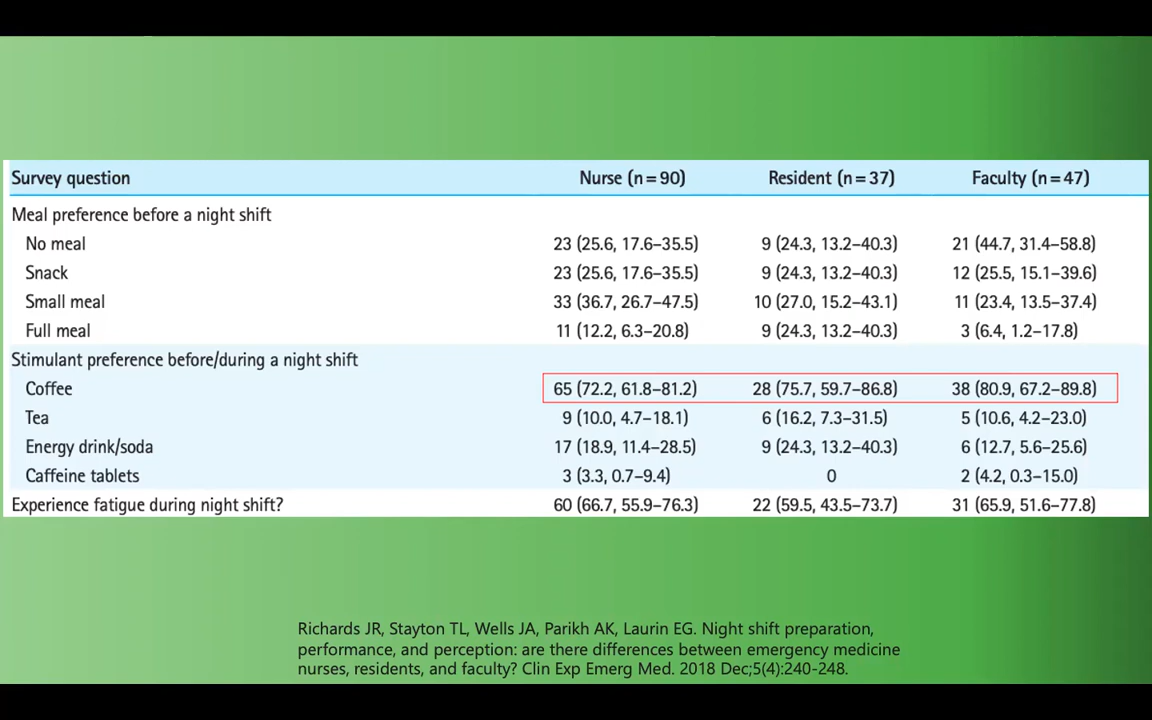 Survey question Nurse (n=90) Resident (n=37) Faculty (n=47)
Meal preference before a night shift
No meal 23 (25.6, 17.6–35.5) 9 (24.3, 13.2–40.3) 21 (44.7, 31.4–58.8)
Snack 23 (25.6, 17.6–35.5) 9 (24.3, 13.2–40.3) 12 (25.5, 15.1–39.6)
Small meal 33 (36.7, 26.7–47.5) 10 (27.0, 15.2–43.1) 11 (23.4, 13.5–37.4)
Full meal 11 (12.2, 6.3–20.8) 9 (24.3, 13.2–40.3) 3 (6.4, 1.2–17.8)
Stimulant preference before/during a night shift
Coffee 65 (72.2, 61.8–81.2) 28 (75.7, 59.7–86.8) 38 (80.9, 67.2–89.8)
Tea 9 (10.0, 4.7–18.1) 6 (16.2, 7.3–31.5) 5 (10.6, 4.2–23.0)
Energy drink/soda 17 (18.9, 11.4–28.5) 9 (24.3, 13.2–40.3) 6 (12.7, 5.6–25.6)
Caffeine tablets 3 (3.3, 0.7–9.4) 0 2 (4.2, 0.3–15.0)
Experience fatigue during night shift? 60 (66.7, 55.9–76.3) 22 (59.5, 43.5–73.7) 31 (65.9, 51.6–77.8)
Richards JR, Stayton TL, Wells JA, Parikh AK, Laurin EG. Night shift preparation,
performance, and perception: are there differences between emergency medicine
nurses, residents, and faculty? Clin Exp Emerg Med. 2018 Dec;5(4):240-248.